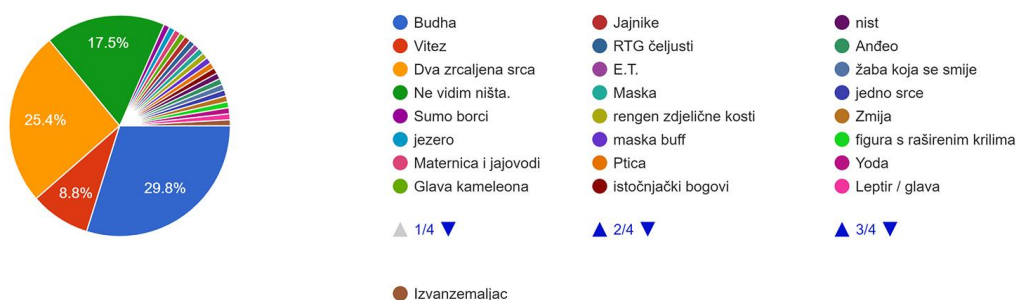 17.5%
25.4%
8.8%
29.8%
Budha
Vitez
Dva zrcaljena srca
Ne vidim ništa.
Sumo borci
jezero
Maternica i jajovodi
Glava kameleona
1/4
Jajnike
RTG čeljusti
E.T.
Maska
rengen zdjelične kosti
maska buff
Ptica
istočnjački bogovi
2/4
nist
Anđeo
žaba koja se smije
jedno srce
Zmija
figura s raširenim krilima
Yoda
Leptir / glava
3/4
Izvanzemaljac